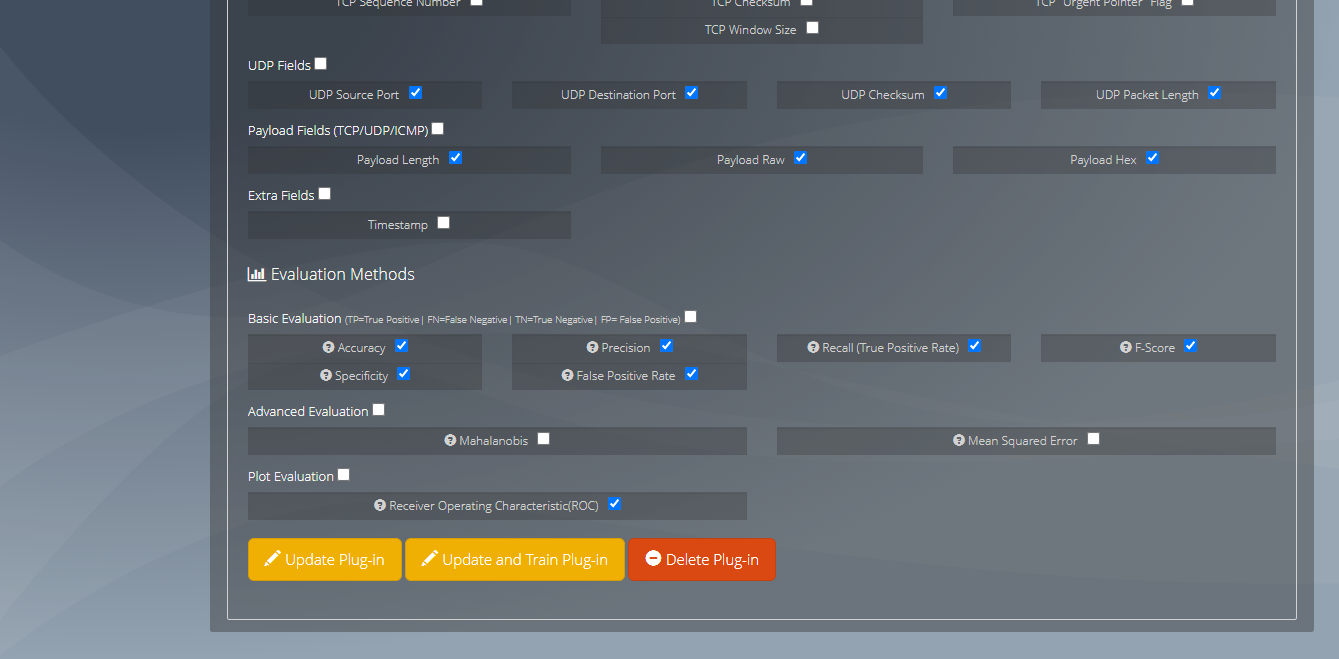 TCP Sequence Number TCP Checksum TCP "Urgent Pointer" Flag
TCP Window Size
UDP Fields
UDP Source Port UDP Destination Port UDP Checksum UDP Packet Length
Payload Fields (TCP/UDP/ICMP)
Payload Length Payload Raw Payload Hex
Extra Fields
Timestamp
Evaluation Methods
Basic Evaluation (TP=True Positive| FN=False Negative| TN=True Negative| FP= False Positive)
Accuracy Precision Recall (True Positive Rate) F-Score
Specificity False Positive Rate
Advanced Evaluation
Mahalanobis Mean Squared Error
Plot Evaluation
Receiver Operating Characteristic(ROC)
Update Plug-in Update and Train Plug-in Delete Plug-in